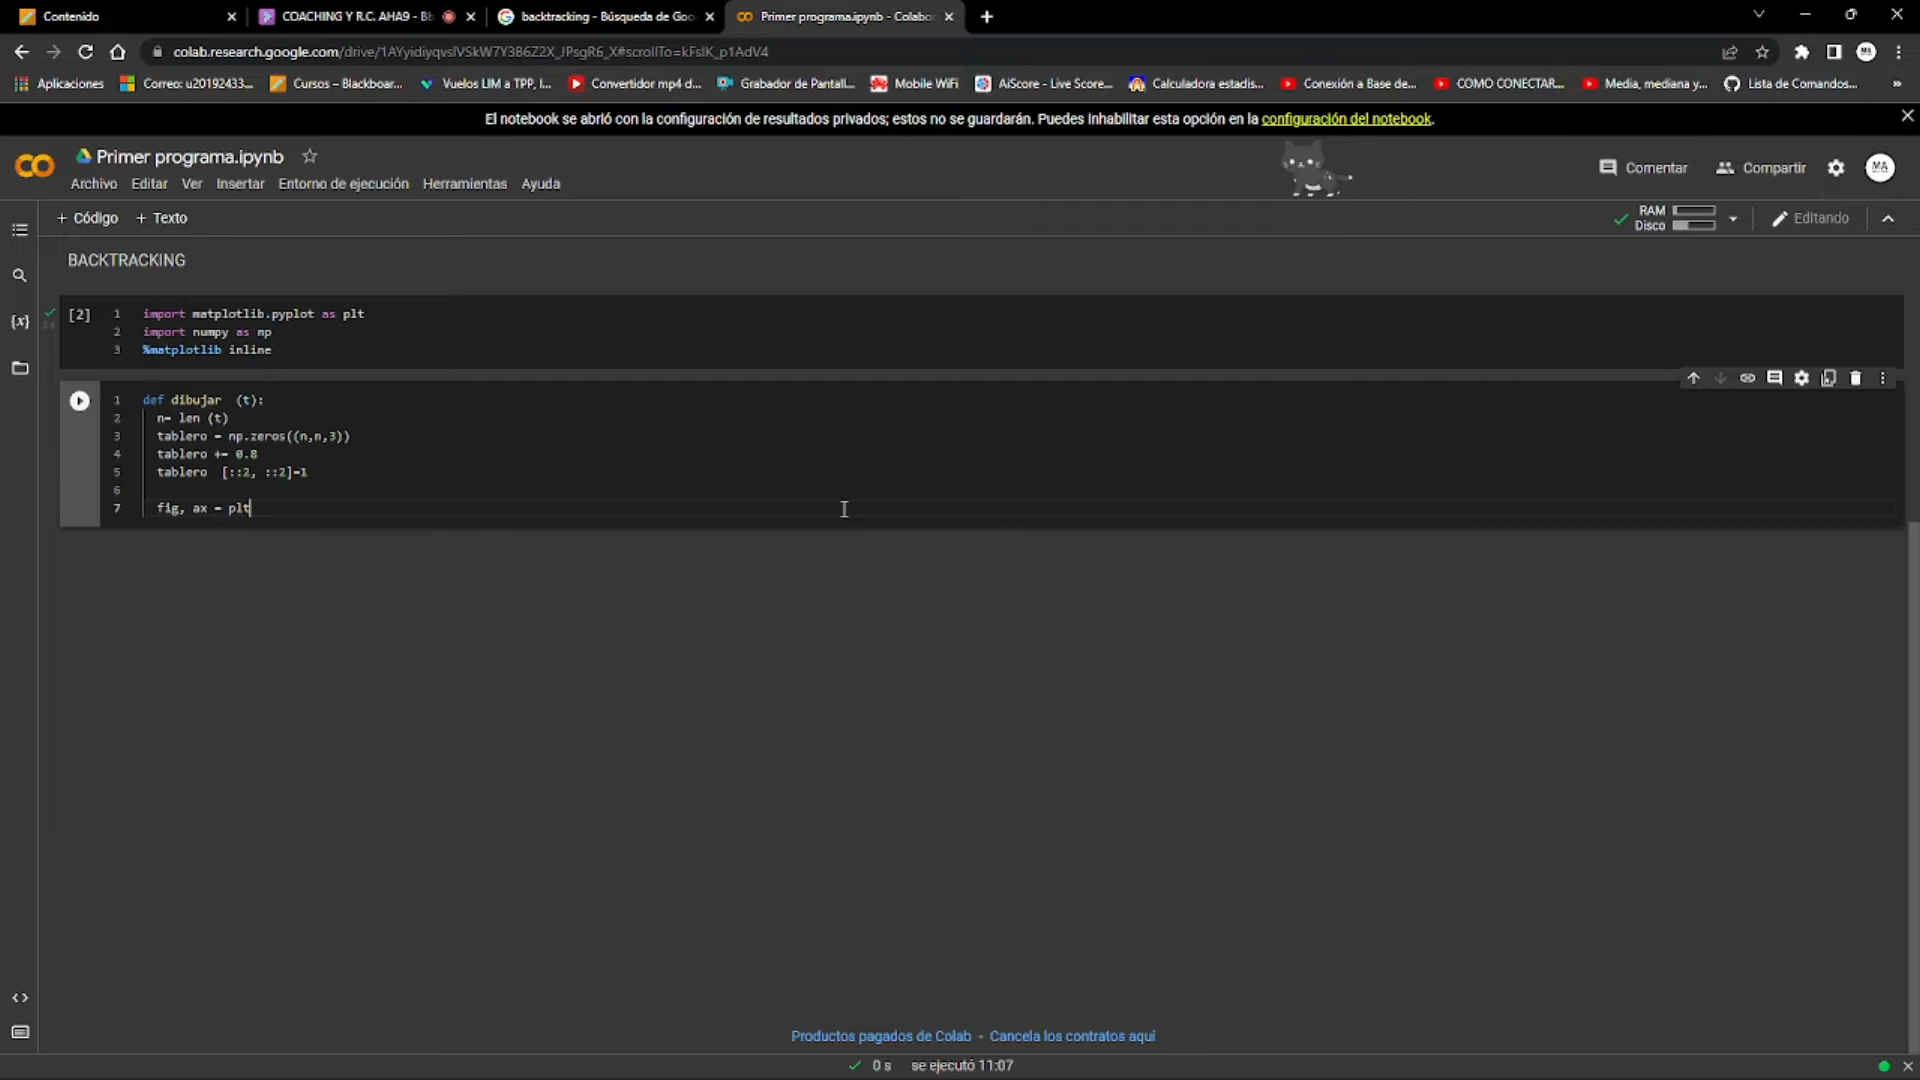 Contenido
COACHING Y R.C. AHA9 - Bb
backtracking - Búsqueda de Goo
Primer programa.ipynb - Colabor
colab.research.google.com/drive/1AYyidiyqvslVSkW7Y3B6Z2X_JPsgR6_X#scrollTo=kFslK_p1AdV4
MA
Aplicaciones
Correo: u20192433...
Cursos – Blackboar...
Vuelos LIM a TPP, l...
Convertidor mp4 d...
Grabador de Pantall...
Mobile WiFi
AiScore - Live Score...
Calculadora estadis...
Conexión a Base de...
COMO CONECTAR...
Media, mediana y...
Lista de Comandos...
»
El notebook se abrió con la configuración de resultados privados; estos no se guardarán. Puedes inhabilitar esta opción en la configuración del notebook.
Primer programa.ipynb
Comentar
Compartir
MA
Archivo Editar Ver Insertar Entorno de ejecución Herramientas Ayuda
+ Código + Texto
RAM
Disco
Editando
BACKTRACKING
{x}
[2]
1 import matplotlib.pyplot as plt
2 import numpy as np
3 %matplotlib inline
1 def dibujar (t):
2 n= len (t)
3 tablero = np.zeros((n,n,3))
4 tablero += 0.8
5 tablero [::2, ::2]=1
6
7 fig, ax = plt
Productos pagados de Colab - Cancela los contratos aquí
0 s se ejecutó 11:07